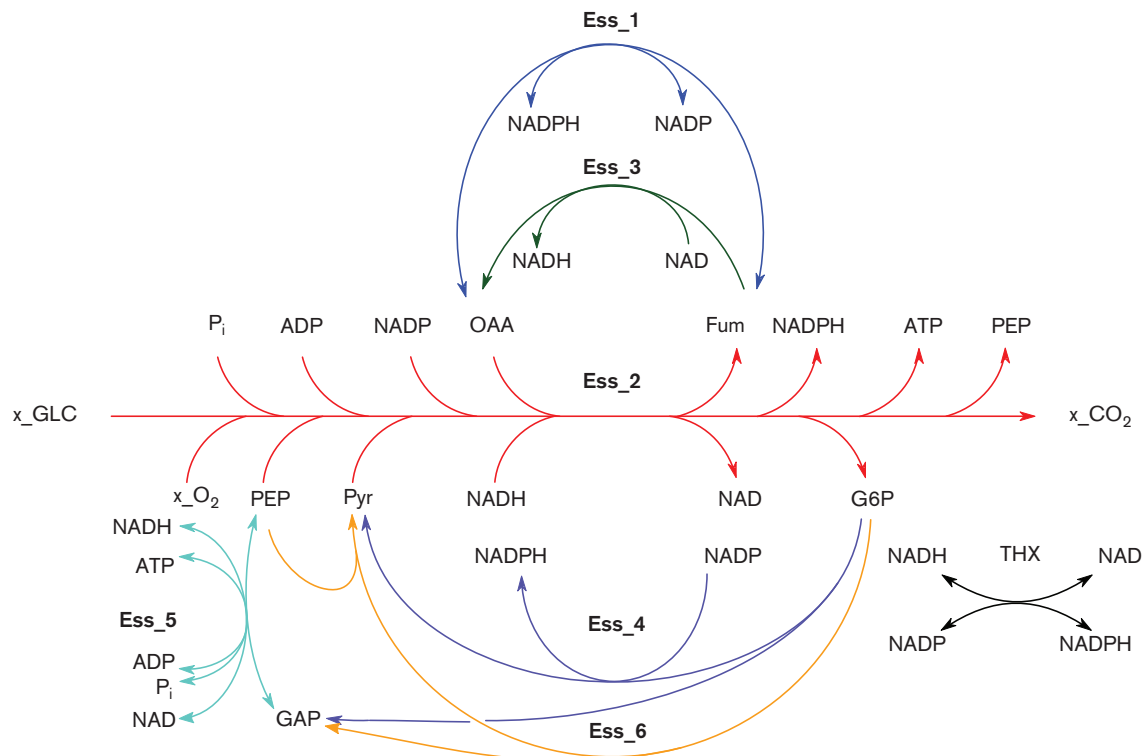 Ess_1
NADPH NADP
Ess_3
NADH NAD
Pᵢ ADP NADP OAA Fum NADPH ATP PEP
Ess_2
x_GLC x_CO₂
x_O₂ PEP Pyr NADH NAD G6P
NADH NADPH NADP NADH THX NAD
ATP
Ess_5 Ess_4
NADP NADPH
ADP
Pᵢ
NAD GAP Ess_6